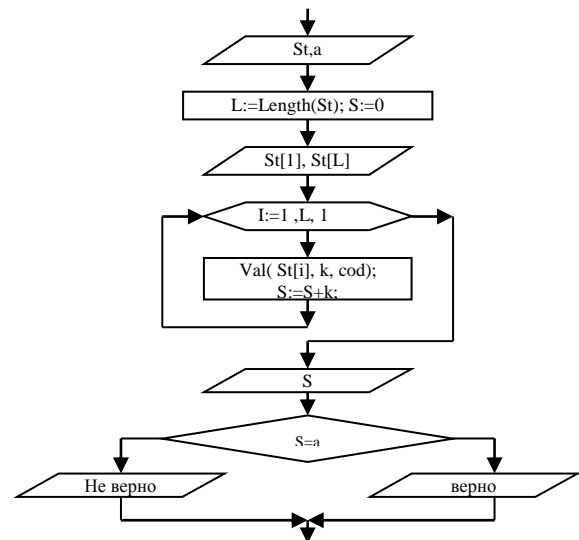 St,a
L:=Length(St); S:=0
St[1], St[L]
I:=1 ,L, 1
Val( St[i], k, cod);
S:=S+k;
S
S=a
Не верно
верно